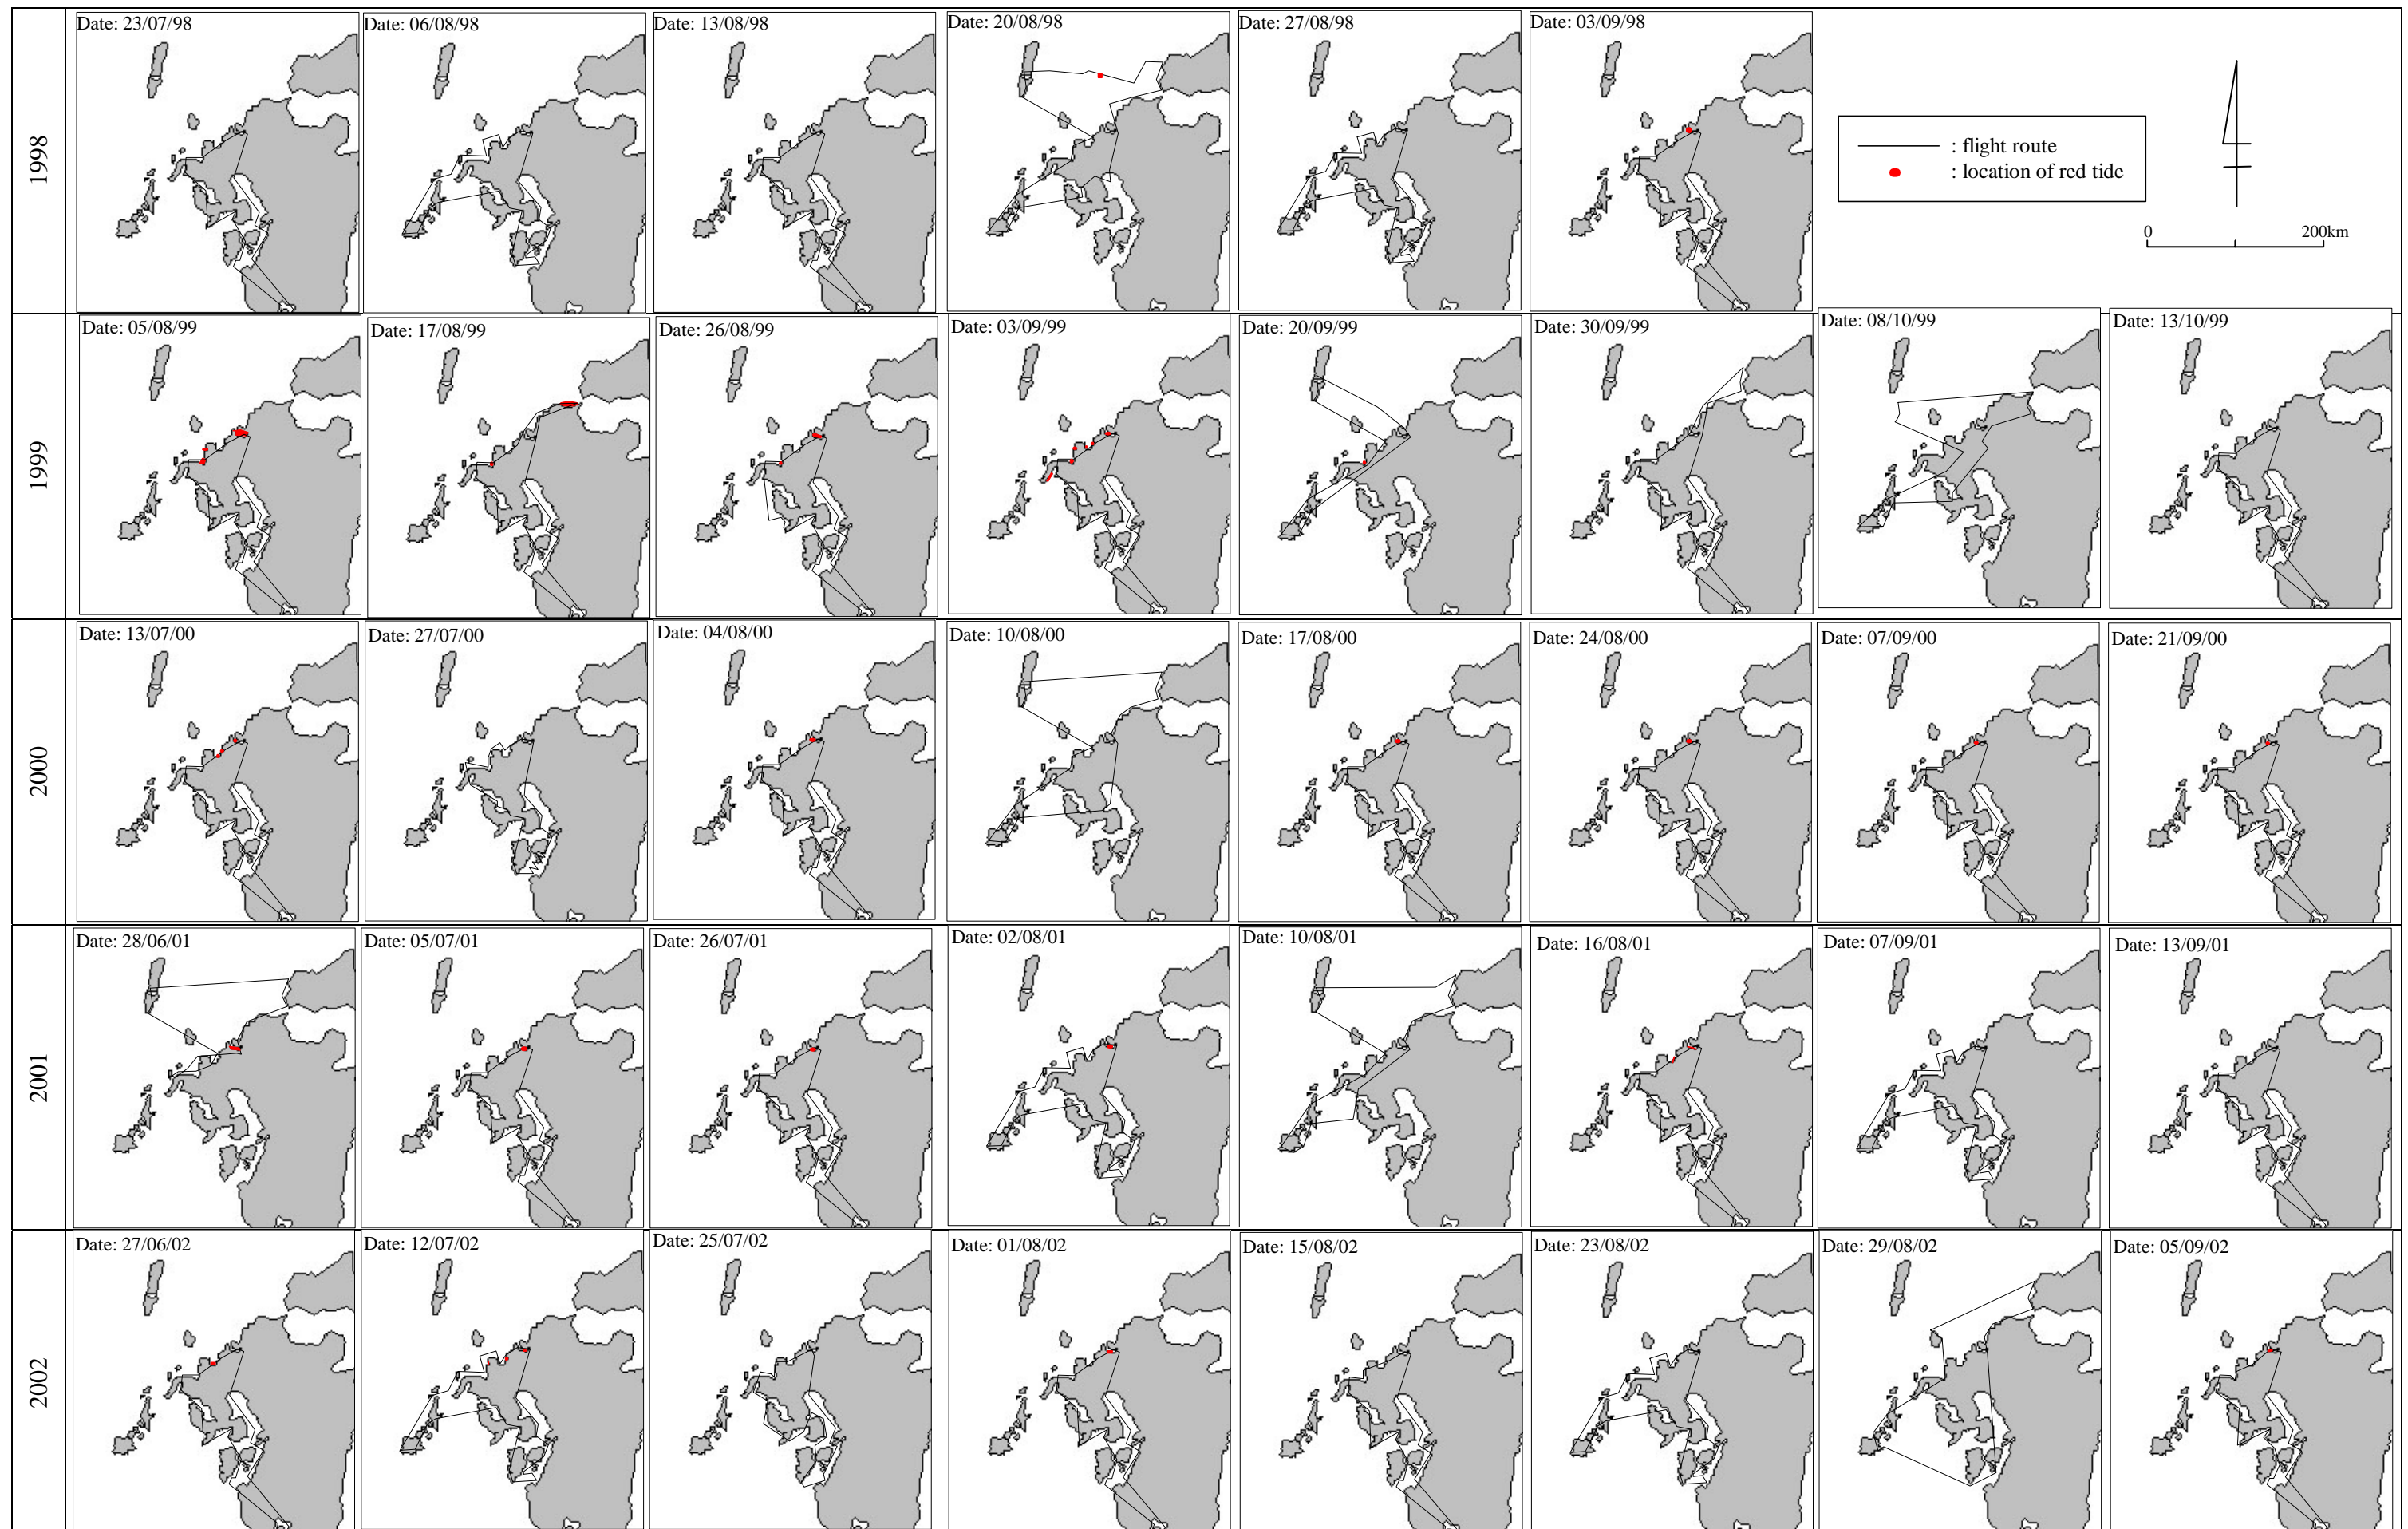 1998
Date: 23/07/98
Date: 06/08/98
Date: 13/08/98
Date: 20/08/98
Date: 27/08/98
Date: 03/09/98
: flight route
: location of red tide
0 200km
1999
Date: 05/08/99
Date: 17/08/99
Date: 26/08/99
Date: 03/09/99
Date: 20/09/99
Date: 30/09/99
Date: 08/10/99
Date: 13/10/99
2000
Date: 13/07/00
Date: 27/07/00
Date: 04/08/00
Date: 10/08/00
Date: 17/08/00
Date: 24/08/00
Date: 07/09/00
Date: 21/09/00
2001
Date: 28/06/01
Date: 05/07/01
Date: 26/07/01
Date: 02/08/01
Date: 10/08/01
Date: 16/08/01
Date: 07/09/01
Date: 13/09/01
2002
Date: 27/06/02
Date: 12/07/02
Date: 25/07/02
Date: 01/08/02
Date: 15/08/02
Date: 23/08/02
Date: 29/08/02
Date: 05/09/02